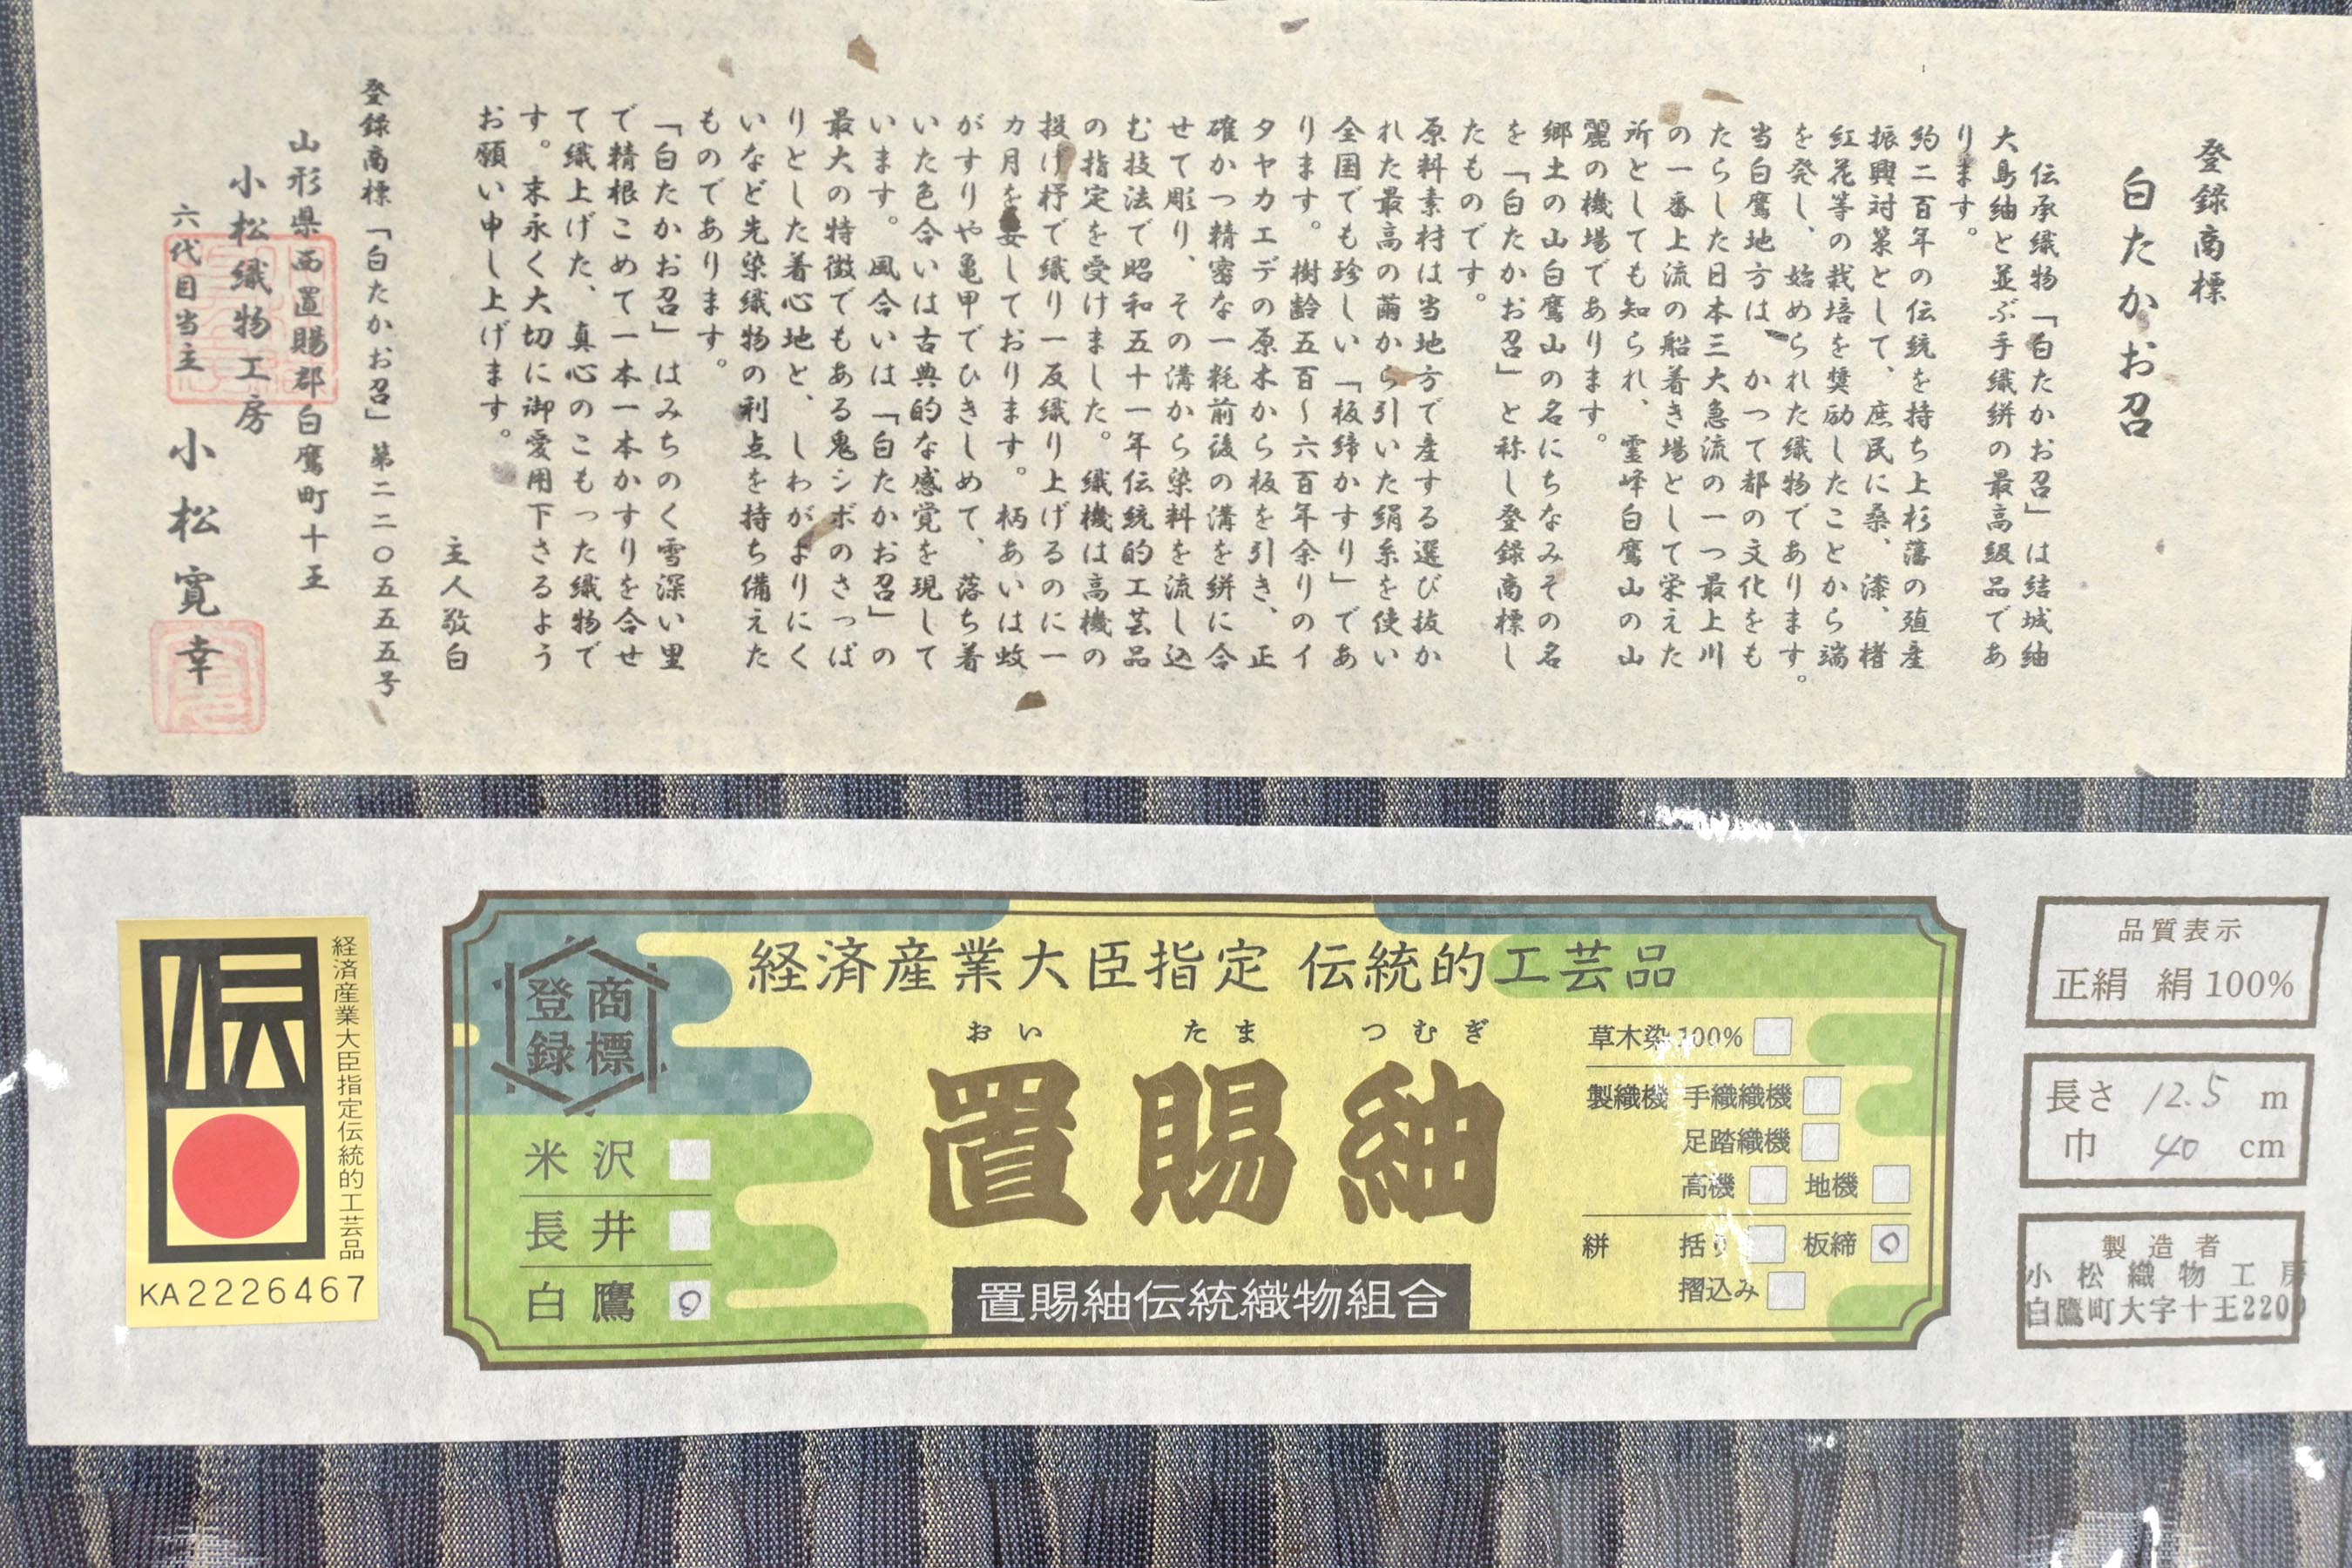 登録商標
白たかお召
伝承織物「白たかお召」は結城紬
大島紬と並ぶ手織絣の最高級品であ
ります。
約二百年の伝統を持ち上杉藩の殖産
振興対策として、庶民に桑、漆、楮
紅花等の栽培を奨励したことから端
を発し、始められた織物であります。
当白鷹地方は、かつて都の文化をも
たらした日本三大急流の一つ最上川
の一番上流の船着き場として栄えた
所としても知られ、霊峰白鷹山の山
麗の機場であります。
郷土の山白鷹山の名にちなみその名
を「白たかお召」と称し登録商標し
たものです。
原料素材は当地方で産する選び抜か
れた最高の繭から引いた絹糸を使い
全国でも珍しい「板締かすり」であ
ります。樹齢五百～六百年余りのイ
タヤカエデの原木から板を引き、正
確かつ精密な一粍前後の溝を絣に合
せて彫り、その溝から染料を流し込
む技法で昭和五十一年伝統的工芸品
の指定を受けました。織機は高機の
投げ杼で織り一反織り上げるのに一
カ月を要しております。柄あいは蚊
がすりや亀甲でひきしめて、落ち着
いた色合いは古典的な感覚を現して
います。風合いは「白たかお召」の
最大の特徴でもある鬼シボのさっぱ
りとした着心地と、しわがよりにく
いなど先染織物の利点を持ち備えた
ものであります。
「白たかお召」はみちのく雪深い里
で精根こめて一本一本かすりを合せ
て織上げた、真心のこもった織物で
す。末永く大切に御愛用下さるよう
お願い申し上げます。
主人敬白
登録商標「白たかお召」第二二〇五五五号
山形県西置賜郡白鷹町十王
小松織物工房
六代目当主 小松寛幸
経済産業大臣指定伝統的工芸品
伝
KA2226467
登録商標
経済産業大臣指定 伝統的工芸品
おい たま つむぎ
置賜紬
置賜紬伝統織物組合
米沢
長井
白鷹 ○
草木染100%
製織機 手織織機
足踏織機
高機 地機
絣 括り 板締 ○
摺込み
品質表示
正絹 絹100%
長さ 12.5 m
巾 40 cm
製造者
小松織物工房
白鷹町大字十王2200